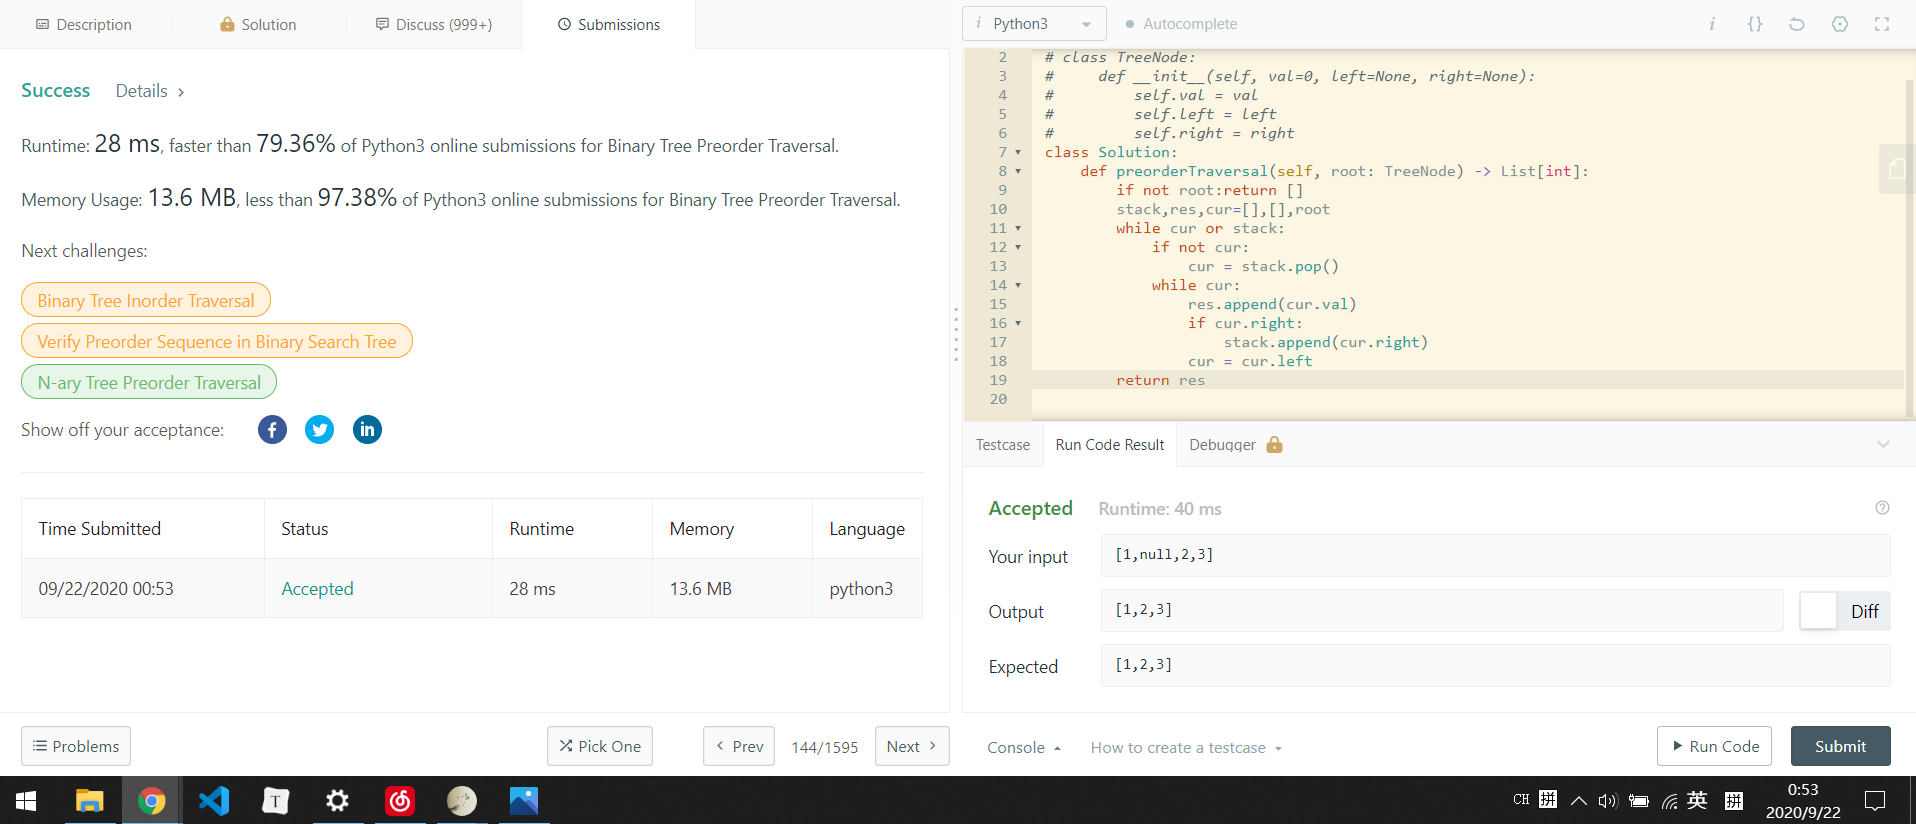 Description
Solution
Discuss (999+)
Submissions
Success Details >
Runtime: 28 ms, faster than 79.36% of Python3 online submissions for Binary Tree Preorder Traversal.
Memory Usage: 13.6 MB, less than 97.38% of Python3 online submissions for Binary Tree Preorder Traversal.
Next challenges:
Binary Tree Inorder Traversal
Verify Preorder Sequence in Binary Search Tree
N-ary Tree Preorder Traversal
Show off your acceptance:
Time Submitted Status Runtime Memory Language
09/22/2020 00:53 Accepted 28 ms 13.6 MB python3
Problems
Pick One
< Prev
144/1595
Next >
i Python3
Autocomplete
i {}
2 # class TreeNode:
3 #     def __init__(self, val=0, left=None, right=None):
4 #         self.val = val
5 #         self.left = left
6 #         self.right = right
7 class Solution:
8     def preorderTraversal(self, root: TreeNode) -> List[int]:
9         if not root:return []
10         stack,res,cur=[],[],root
11         while cur or stack:
12             if not cur:
13                 cur = stack.pop()
14             while cur:
15                 res.append(cur.val)
16                 if cur.right:
17                     stack.append(cur.right)
18                 cur = cur.left
19         return res
20
Testcase
Run Code Result
Debugger
Accepted Runtime: 40 ms
Your input [1,null,2,3]
Output [1,2,3]
Diff
Expected [1,2,3]
Console
How to create a testcase
Run Code
Submit
T
CH 拼 英 拼
0:53
2020/9/22